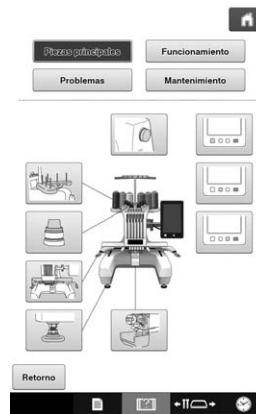 Piezas principales
Funcionamiento
Problemas
Mantenimiento
Retorno